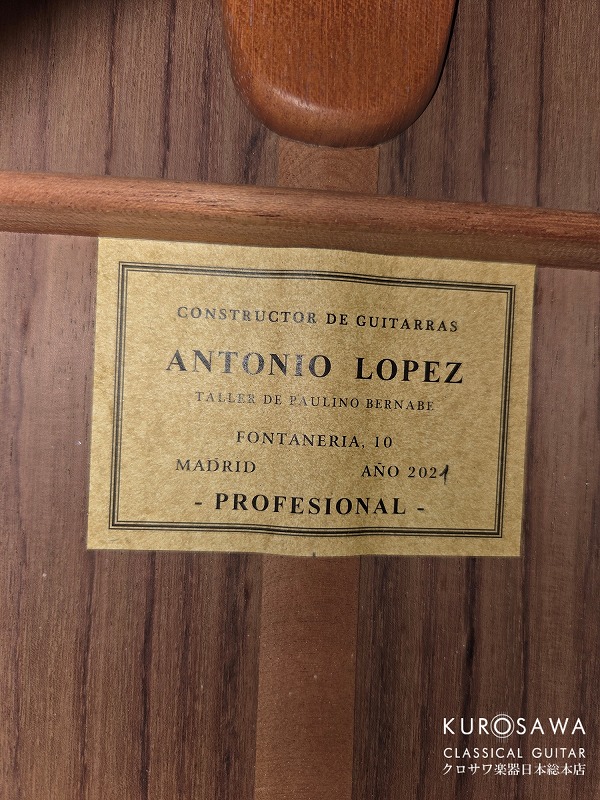 CONSTRUCTOR DE GUITARRAS
ANTONIO LOPEZ
TALLER DE PAULINO BERNABE
FONTANERIA, 10
MADRID AÑO 2021
- PROFESIONAL -
KUROSAWA
CLASSICAL GUITAR
クロサワ楽器日本総本店